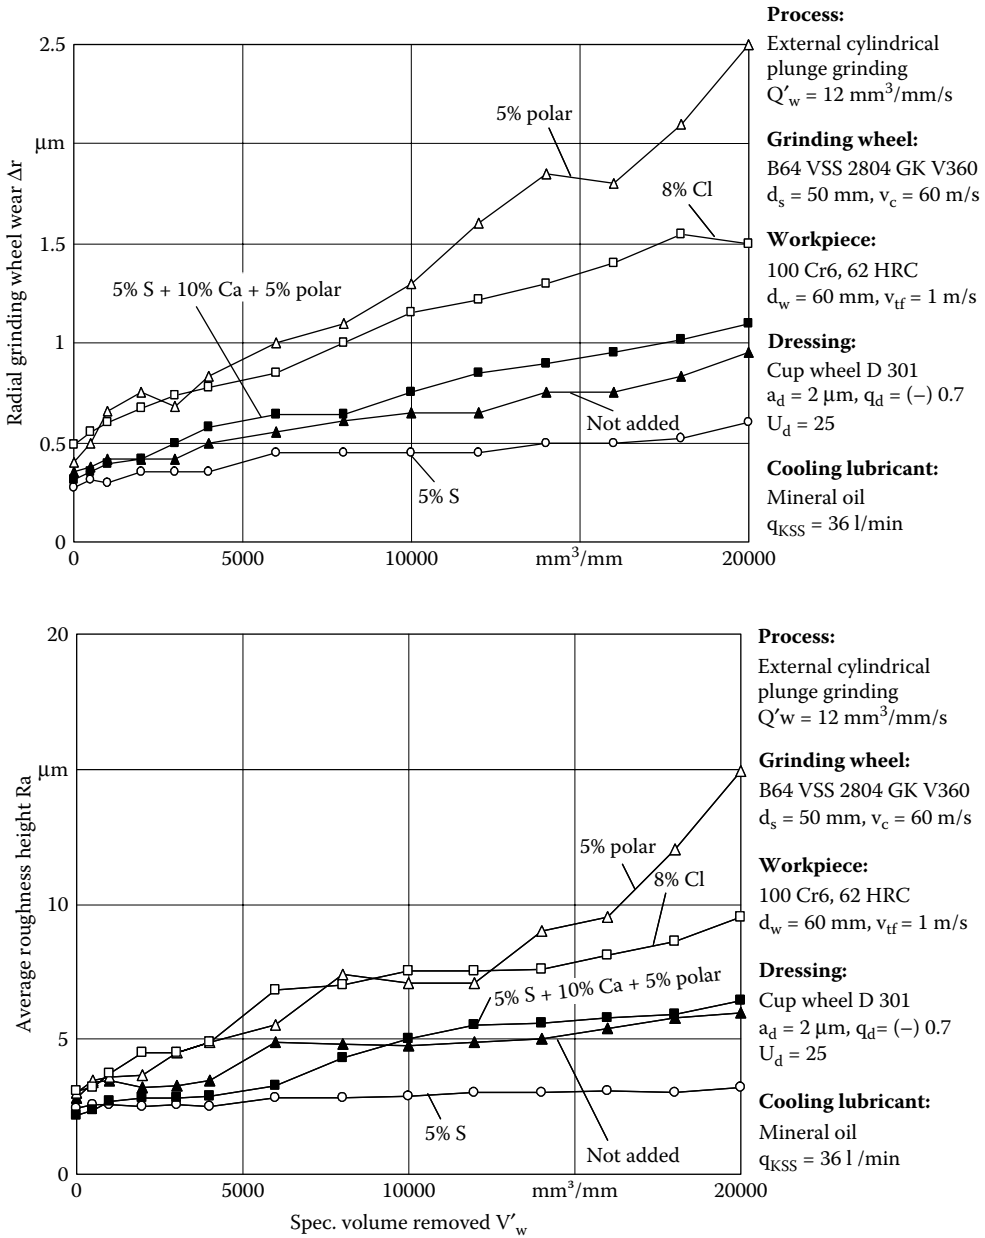 Process:
External cylindrical
plunge grinding
Q′w = 12 mm³/mm/s
Grinding wheel:
B64 VSS 2804 GK V360
ds = 50 mm, vc = 60 m/s
Workpiece:
100 Cr6, 62 HRC
dw = 60 mm, vtf = 1 m/s
Dressing:
Cup wheel D 301
ad = 2 μm, qd = (−) 0.7
Ud = 25
Cooling lubricant:
Mineral oil
qKSS = 36 l/min
Radial grinding wheel wear Δr
2.5
μm
1.5
1
0.5
0
5% polar
8% Cl
5% S + 10% Ca + 5% polar
Not added
5% S
0 5000 10000 mm³/mm 20000
Process:
External cylindrical
plunge grinding
Q′w = 12 mm³/mm/s
Grinding wheel:
B64 VSS 2804 GK V360
ds = 50 mm, vc = 60 m/s
Workpiece:
100 Cr6, 62 HRC
dw = 60 mm, vtf = 1 m/s
Dressing:
Cup wheel D 301
ad = 2 μm, qd= (−) 0.7
Ud = 25
Cooling lubricant:
Mineral oil
qKSS = 36 l /min
Average roughness height Ra
20
μm
10
5
0
5% polar
8% Cl
5% S + 10% Ca + 5% polar
5% S
Not added
0 5000 10000 mm³/mm 20000
Spec. volume removed V′w